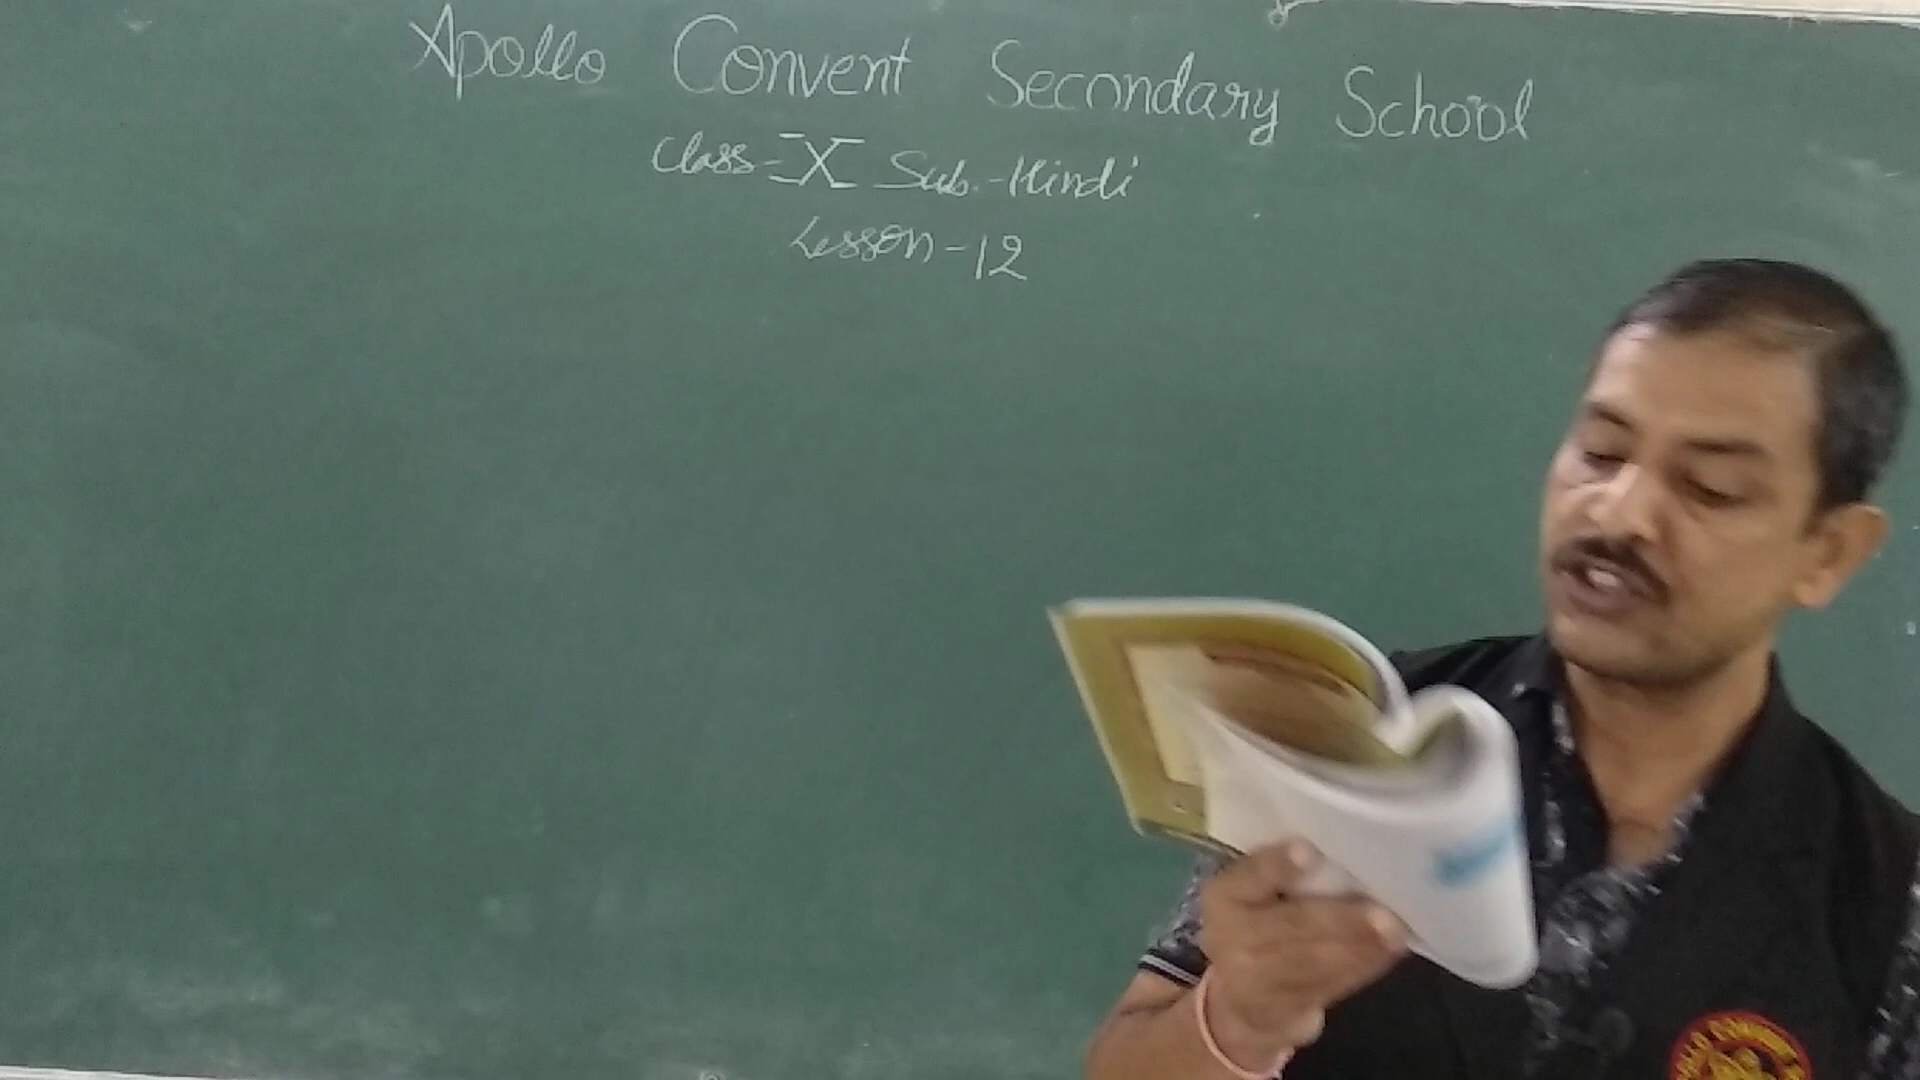 Apollo Convent Secondary School
Class-X Sub.-Hindi
Lesson-12